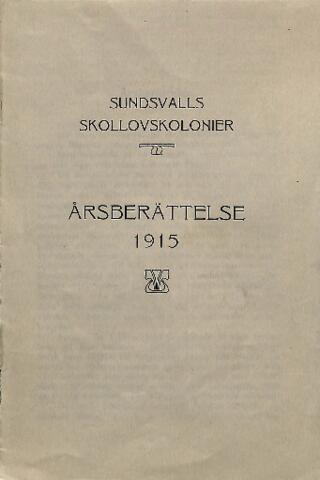 SUNDSVALLS
SKOLLOVSKOLONIER
ÅRSBERÄTTELSE
1915